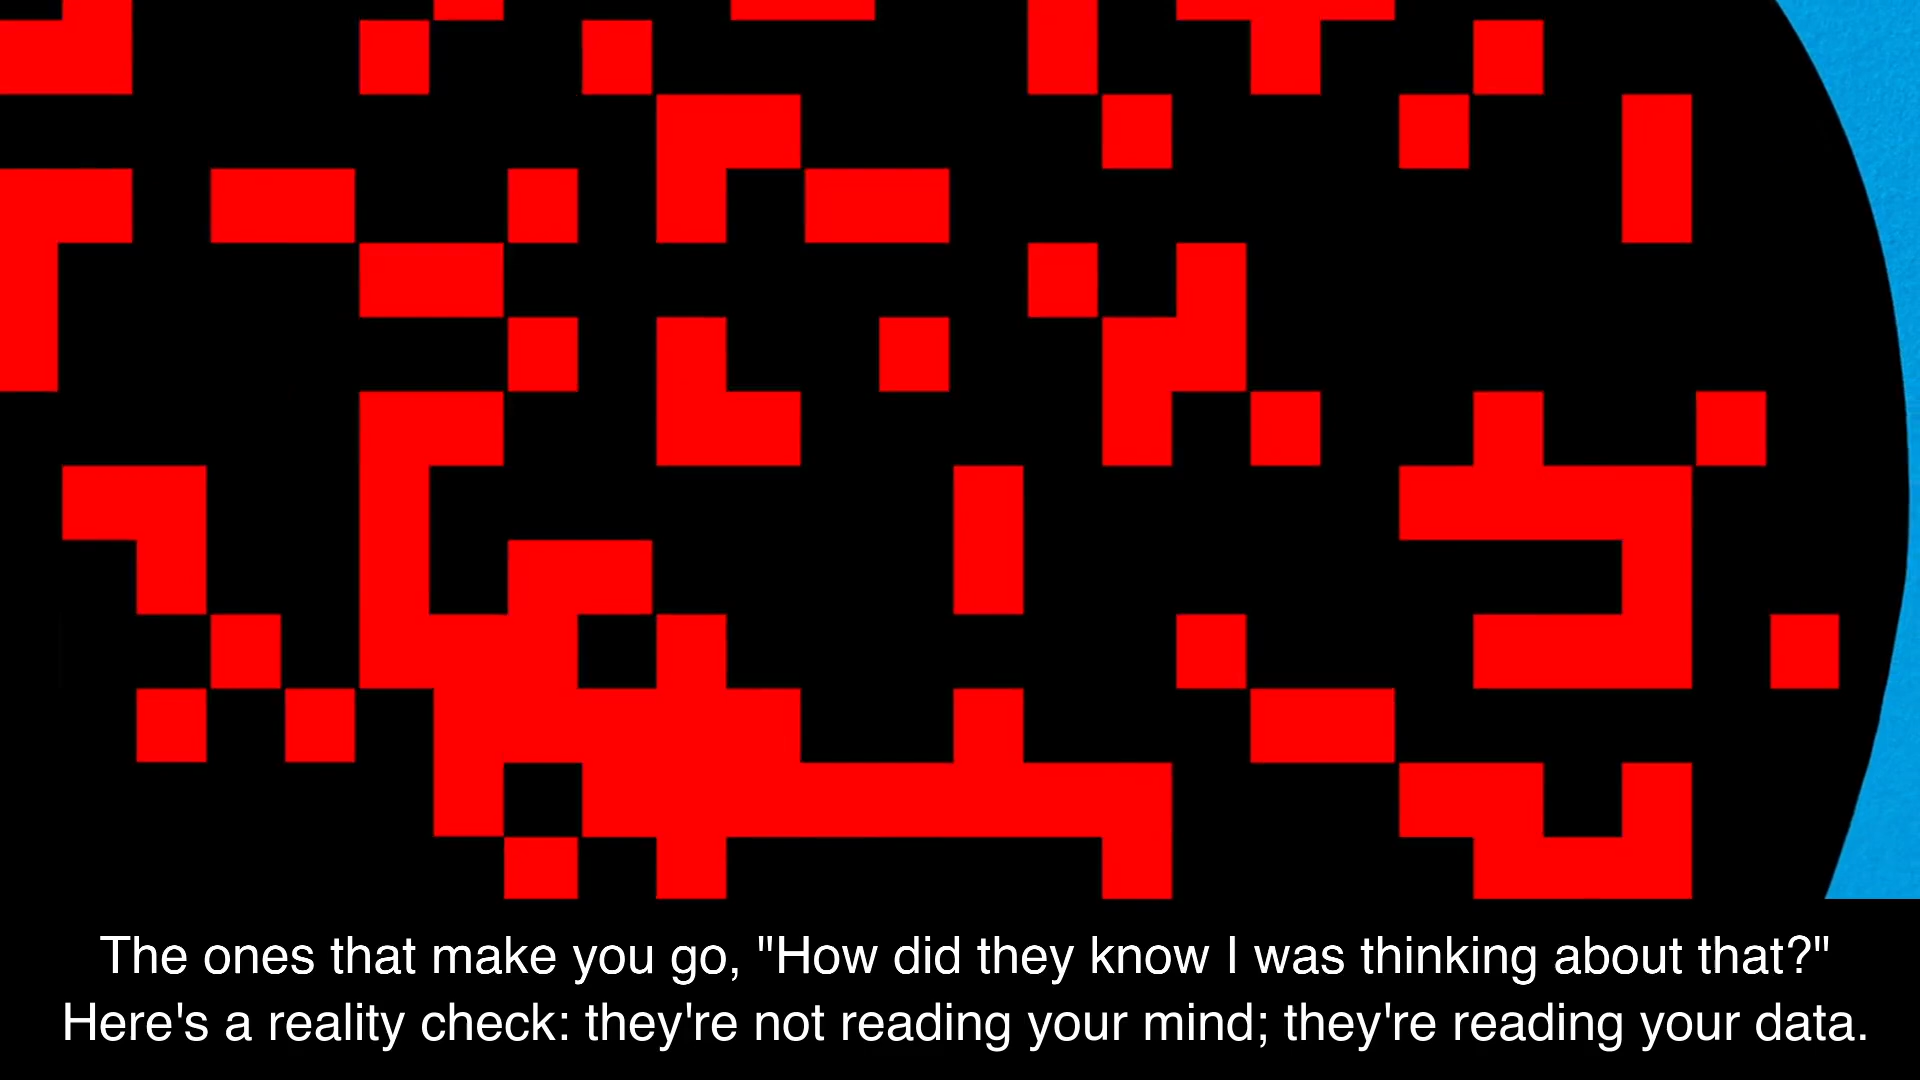 The ones that make you go, "How did they know I was thinking about that?"
Here's a reality check: they're not reading your mind; they're reading your data.